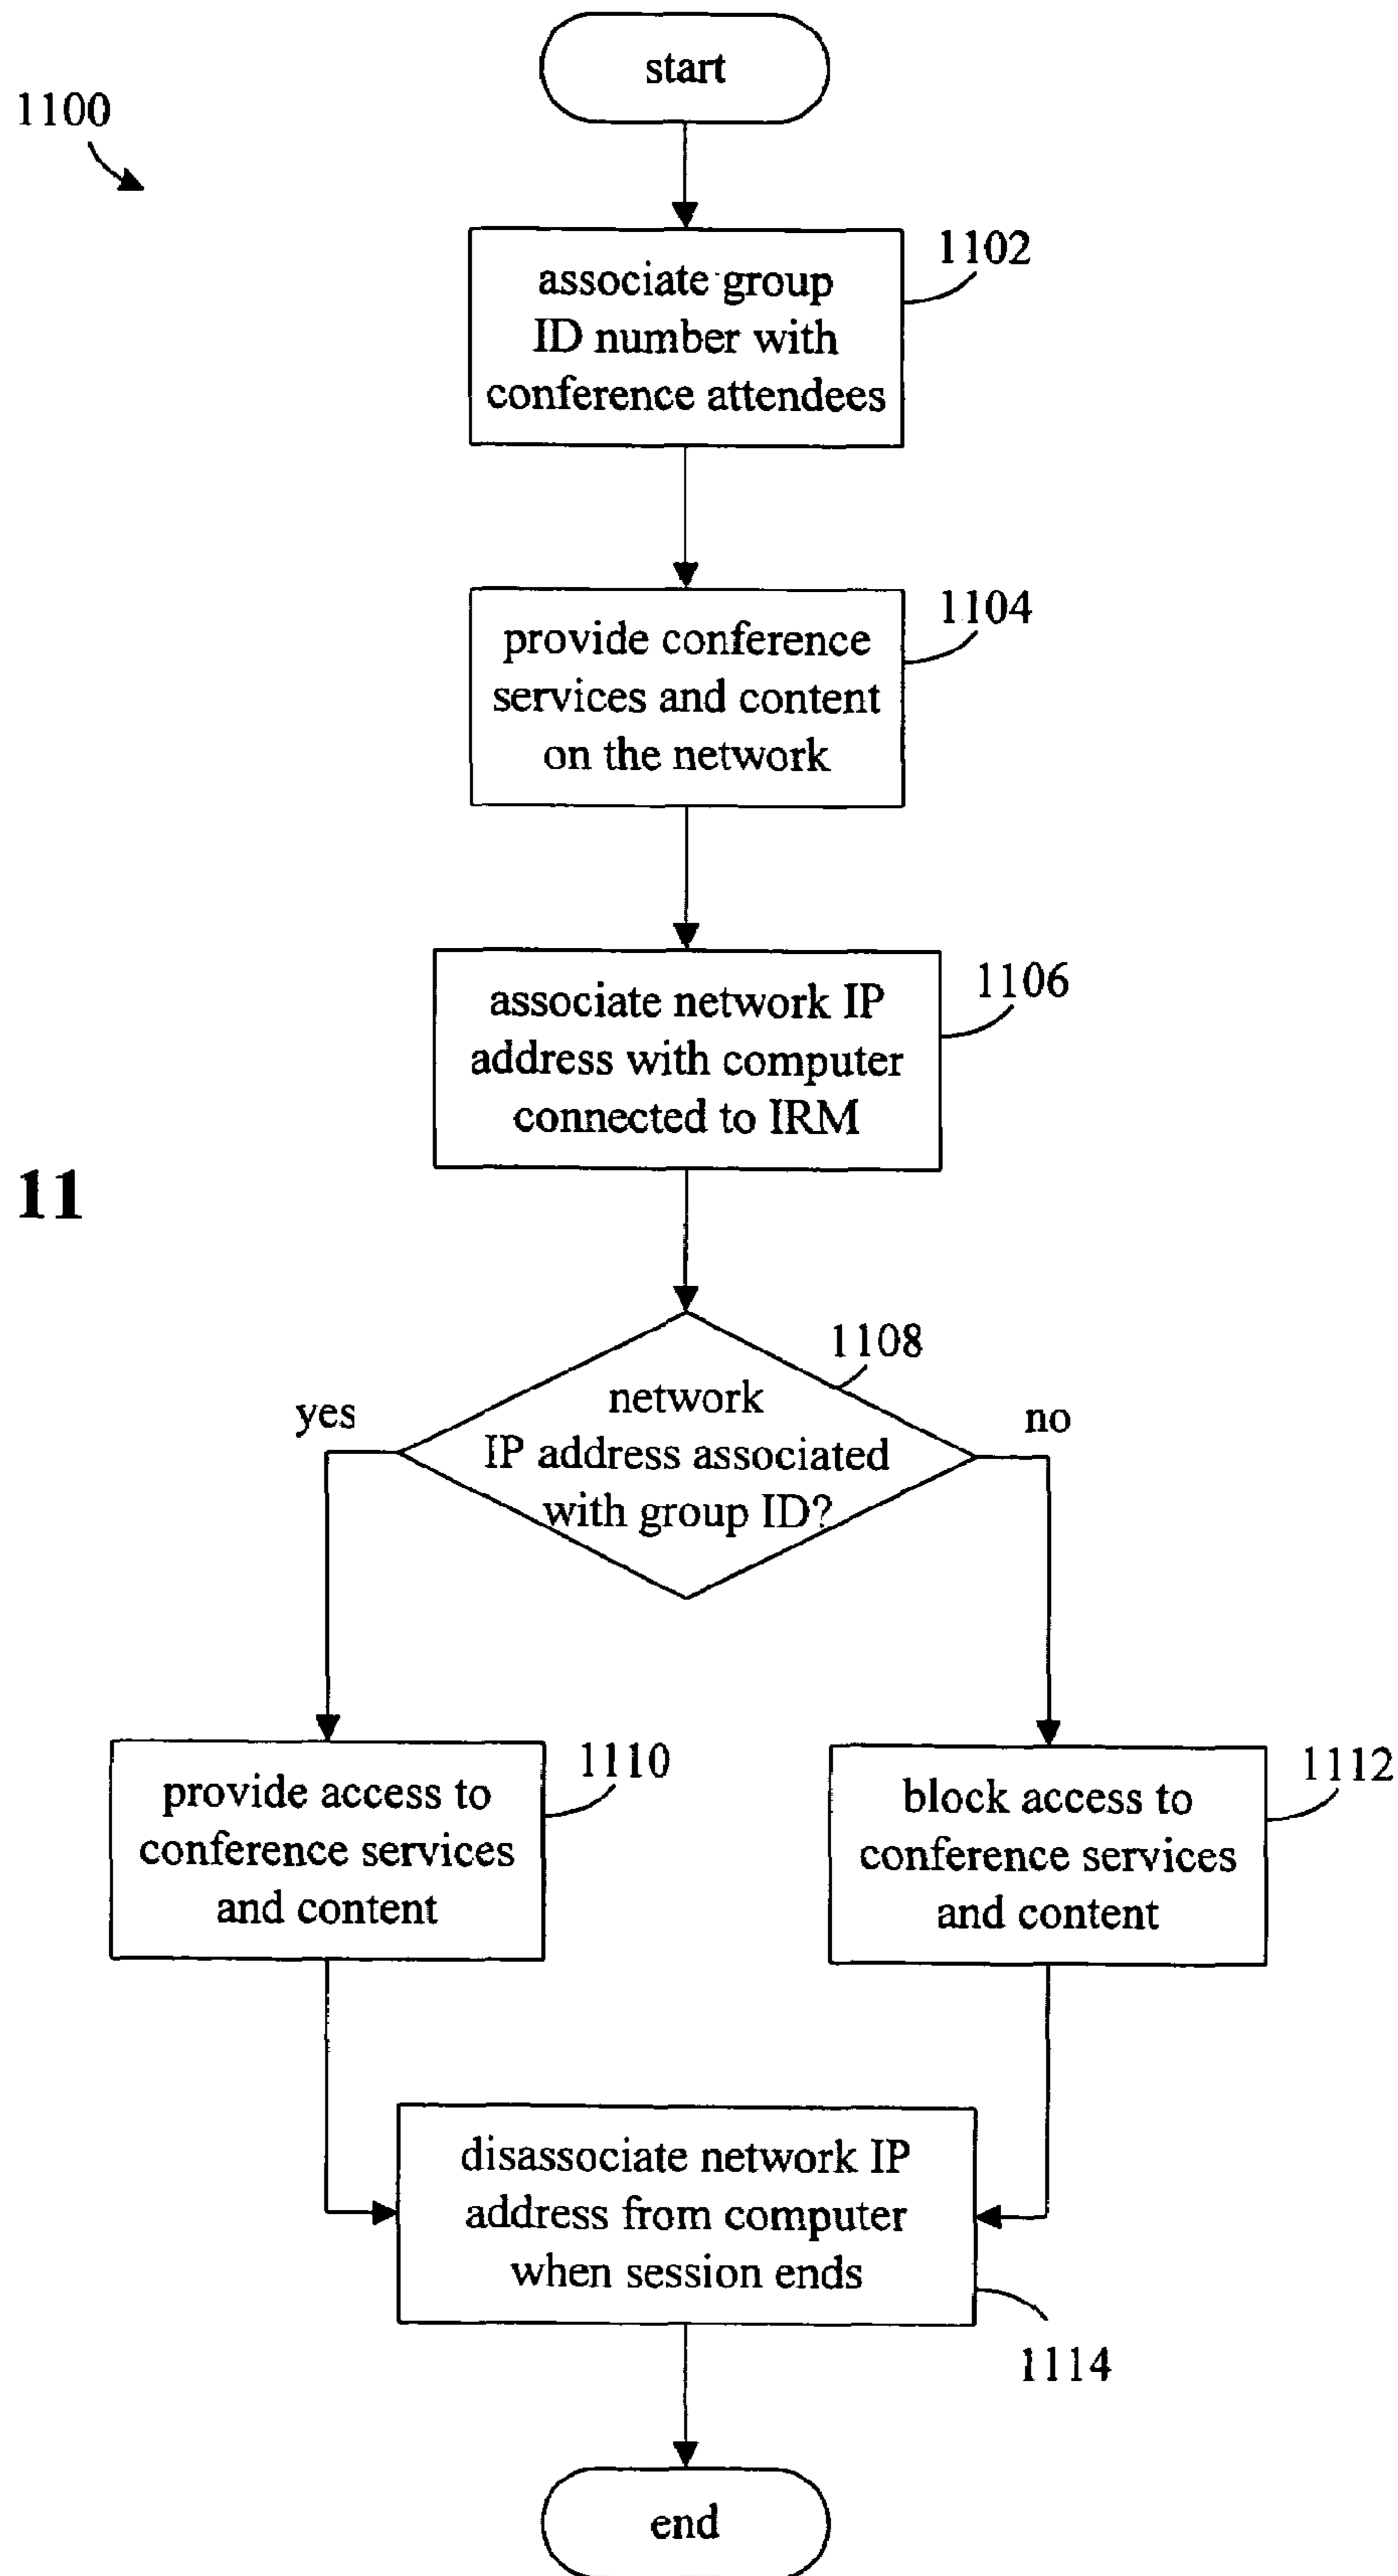 start
1100
1102
associate group
ID number with
conference attendees
1104
provide conference
services and content
on the network
1106
associate network IP
address with computer
connected to IRM
11
1108
network
IP address associated
with group ID?
yes
no
1110
provide access to
conference services
and content
1112
block access to
conference services
and content
disassociate network IP
address from computer
when session ends
1114
end